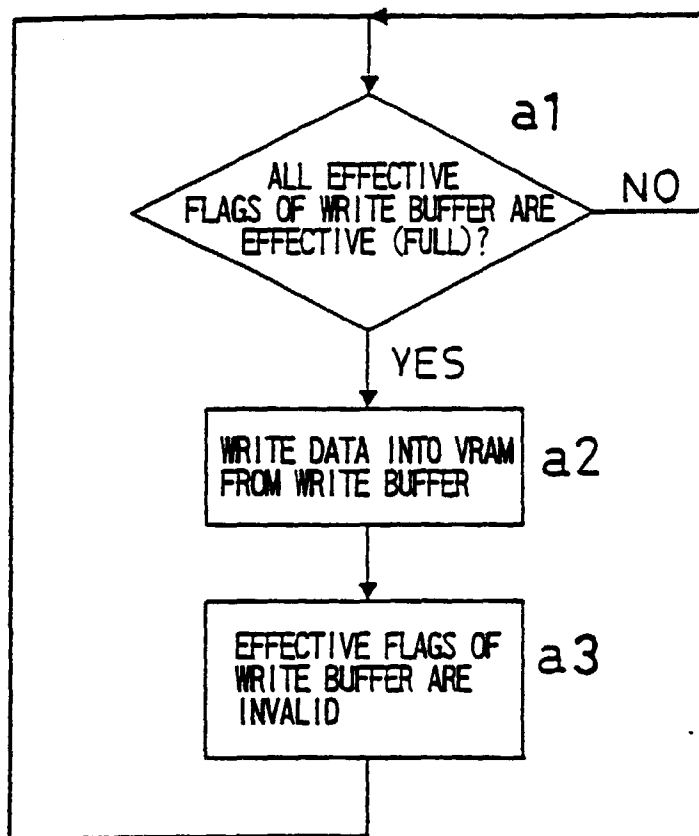 a1
ALL EFFECTIVE
FLAGS OF WRITE BUFFER ARE
EFFECTIVE (FULL)?
NO
YES
WRITE DATA INTO VRAM
FROM WRITE BUFFER
a2
EFFECTIVE FLAGS OF
WRITE BUFFER ARE
INVALID
a3